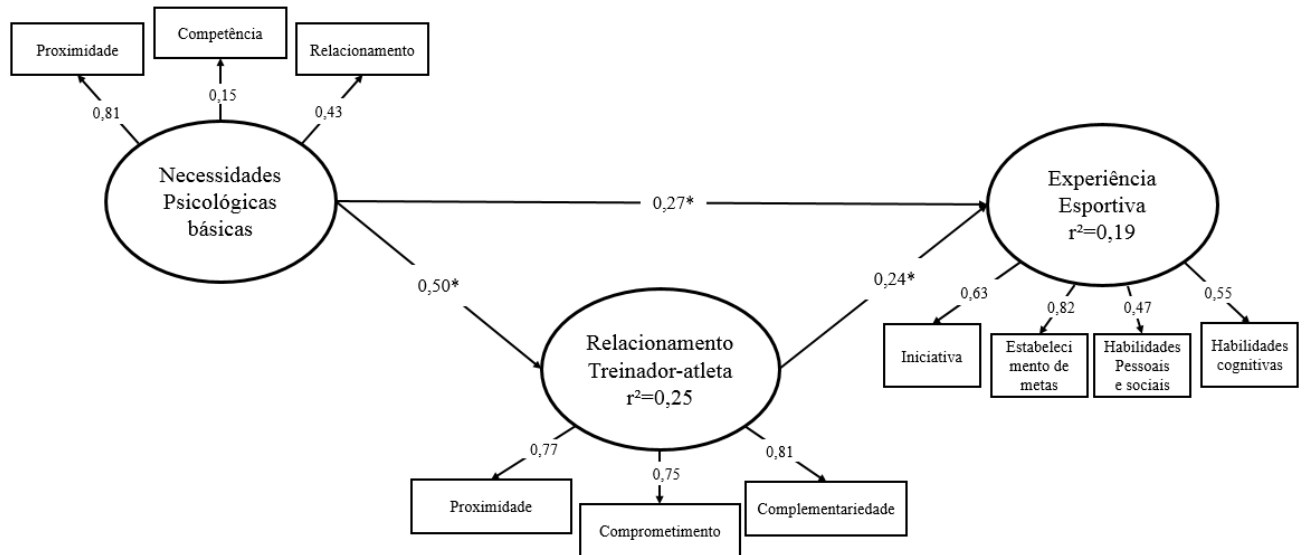 Proximidade
Competência
Relacionamento
0,81
0,15
0,43
Necessidades
Psicológicas
básicas
0,27*
Experiência
Esportiva
r²=0,19
0,50*
0,24*
0,63
0,82
0,47
0,55
Iniciativa
Estabeleci
mento de
metas
Habilidades
Pessoais
e sociais
Habilidades
cognitivas
Relacionamento
Treinador-atleta
r²=0,25
0,77
0,75
0,81
Proximidade
Comprometimento
Complementariedade